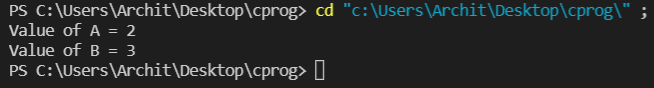 PS C:\Users\Archit\Desktop\cprog> cd "c:\Users\Archit\Desktop\cprog\" ;
Value of A = 2
Value of B = 3
PS C:\Users\Archit\Desktop\cprog>